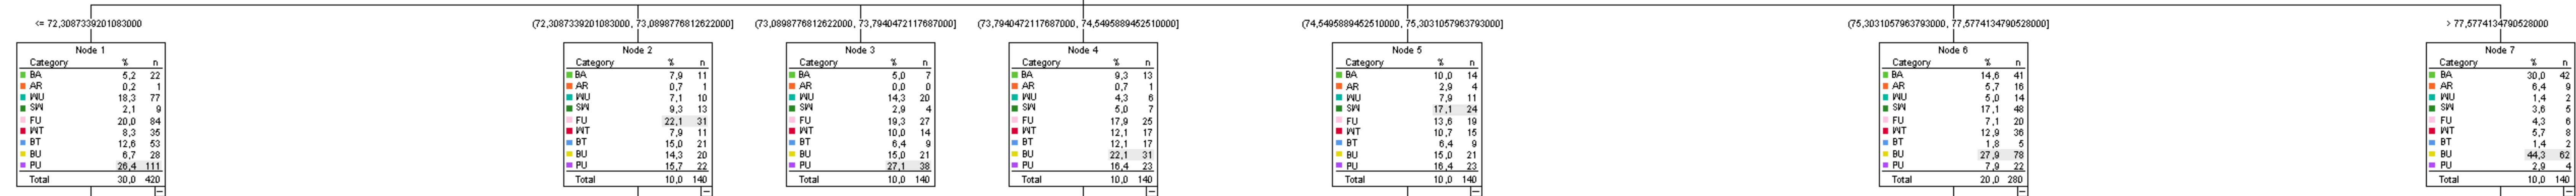 <= 72,3087339201083000
(72,3087339201083000, 73,0898776812622000]
(73,0898776812622000, 73,7940472117687000]
(73,7940472117687000, 74,5495889452510000]
(74,5495889452510000, 75,3031057963793000]
(75,3031057963793000, 77,5774134790528000]
> 77,5774134790528000
Node 1
Category % n
BA 5,2 22
AR 0,2 1
WU 18,3 77
SW 2,1 9
FU 20,0 84
WT 8,3 35
BT 12,6 53
BU 6,7 28
PU 26,4 111
Total 30,0 420
Node 2
Category % n
BA 7,9 11
AR 0,7 1
WU 7,1 10
SW 9,3 13
FU 22,1 31
WT 7,9 11
BT 15,0 21
BU 14,3 20
PU 15,7 22
Total 10,0 140
Node 3
Category % n
BA 5,0 7
AR 0,0 0
WU 14,3 20
SW 2,9 4
FU 19,3 27
WT 10,0 14
BT 6,4 9
BU 15,0 21
PU 27,1 38
Total 10,0 140
Node 4
Category % n
BA 9,3 13
AR 0,7 1
WU 4,3 6
SW 5,0 7
FU 17,9 25
WT 12,1 17
BT 12,1 17
BU 22,1 31
PU 16,4 23
Total 10,0 140
Node 5
Category % n
BA 10,0 14
AR 2,9 4
WU 7,9 11
SW 17,1 24
FU 13,6 19
WT 10,7 15
BT 6,4 9
BU 15,0 21
PU 16,4 23
Total 10,0 140
Node 6
Category % n
BA 14,6 41
AR 5,7 16
WU 5,0 14
SW 17,1 48
FU 7,1 20
WT 12,9 36
BT 1,8 5
BU 27,9 78
PU 7,9 22
Total 20,0 280
Node 7
Category % n
BA 30,0 42
AR 6,4 9
WU 1,4 2
SW 3,6 5
FU 4,3 6
WT 5,7 8
BT 1,4 2
BU 44,3 62
PU 2,9 4
Total 10,0 140